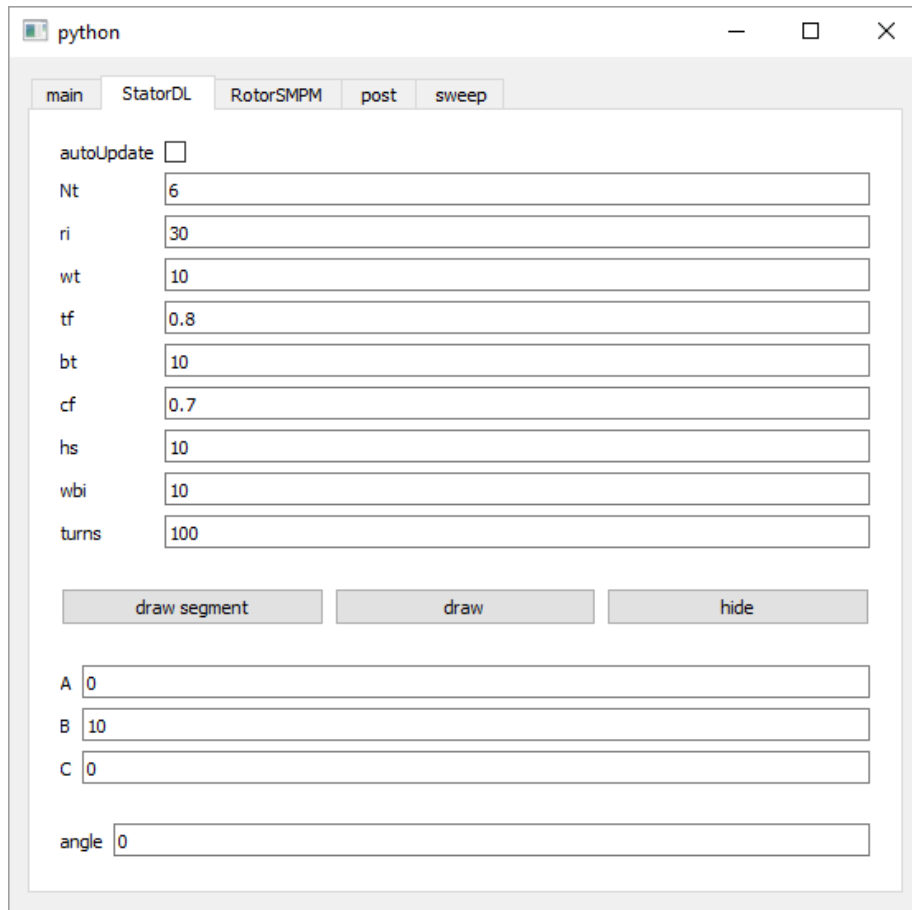 python
main StatorDL RotorSMPM post sweep
autoUpdate
Nt 6
ri 30
wt 10
tf 0.8
bt 10
cf 0.7
hs 10
wbi 10
turns 100
draw segment draw hide
A 0
B 10
C 0
angle 0